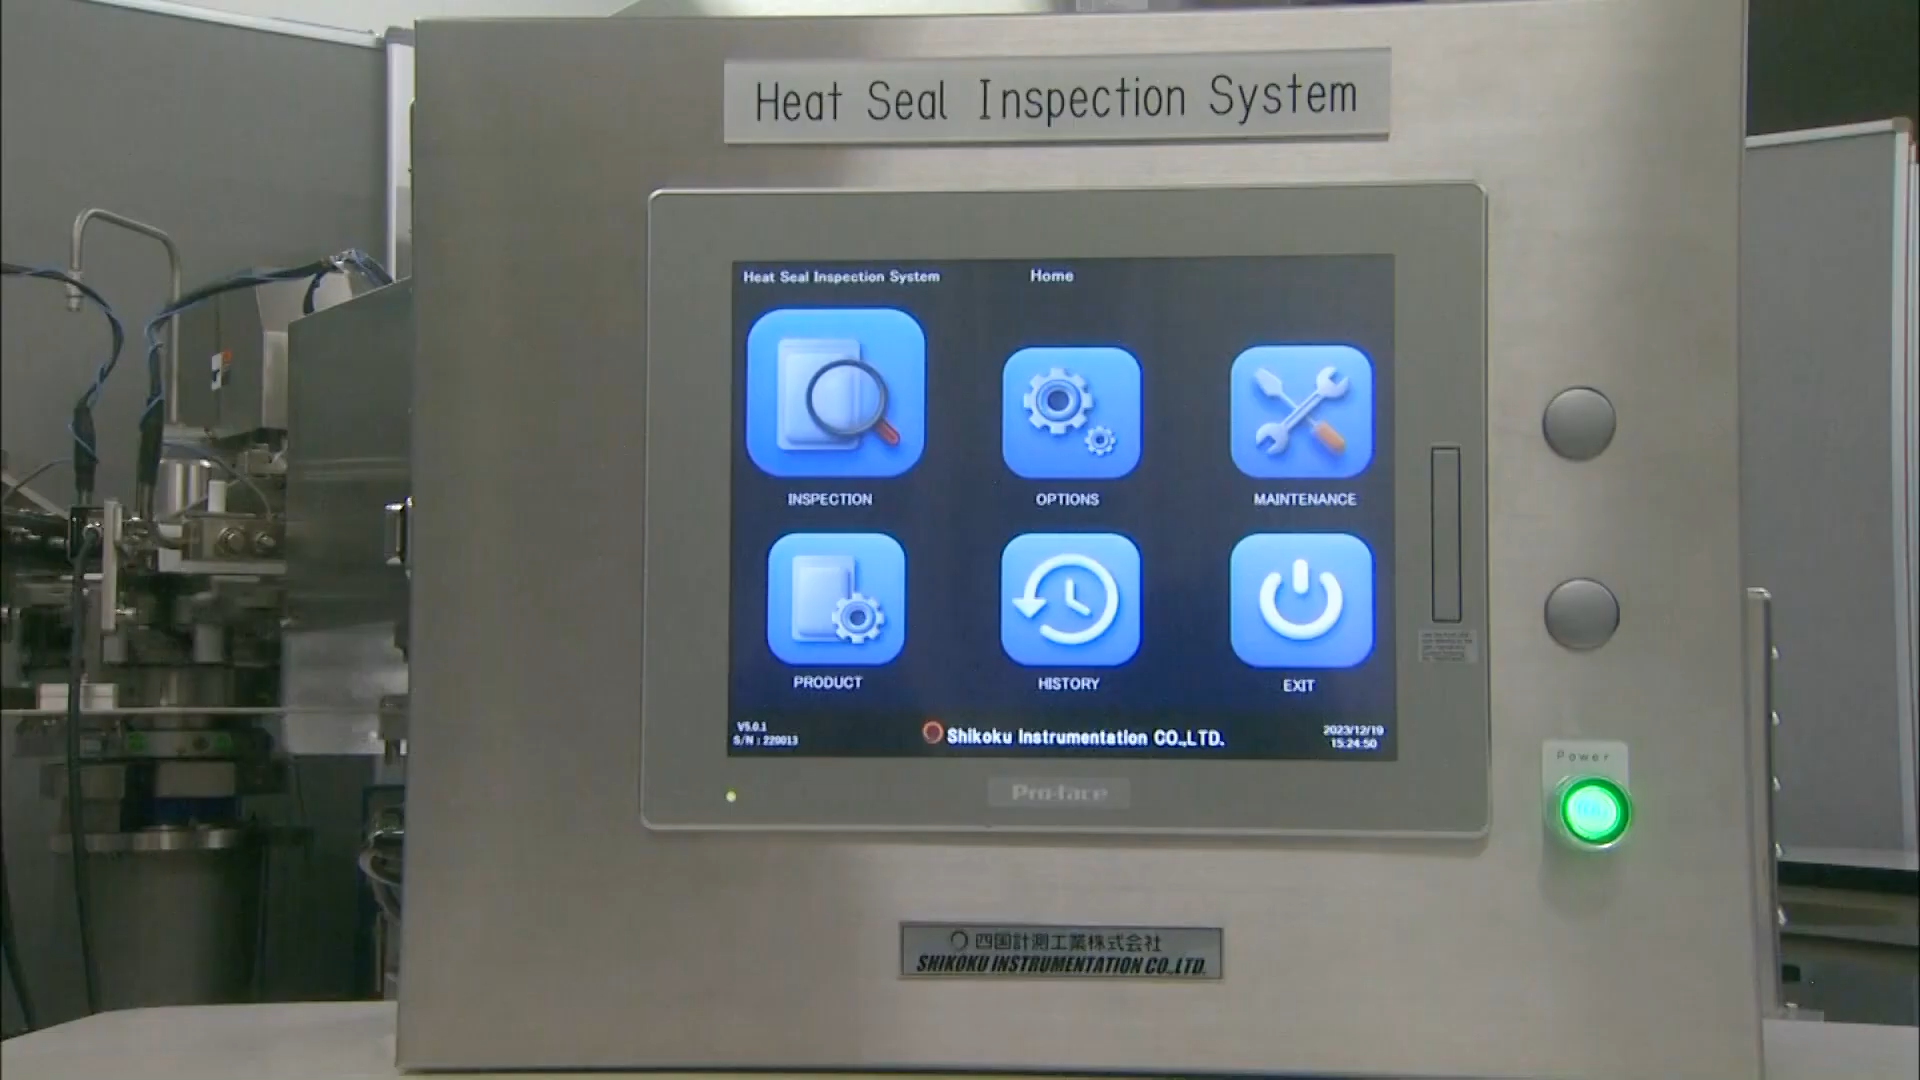 Heat Seal Inspection System
Heat Seal Inspection System
Home
INSPECTION
OPTIONS
MAINTENANCE
PRODUCT
HISTORY
EXIT
V5.0.1
S/N : 220013
Shikoku Instrumentation CO.,LTD.
2023/12/19
15:24:50
Pro-face
Power
四国計測工業株式会社
SHIKOKU INSTRUMENTATION CO.,LTD.